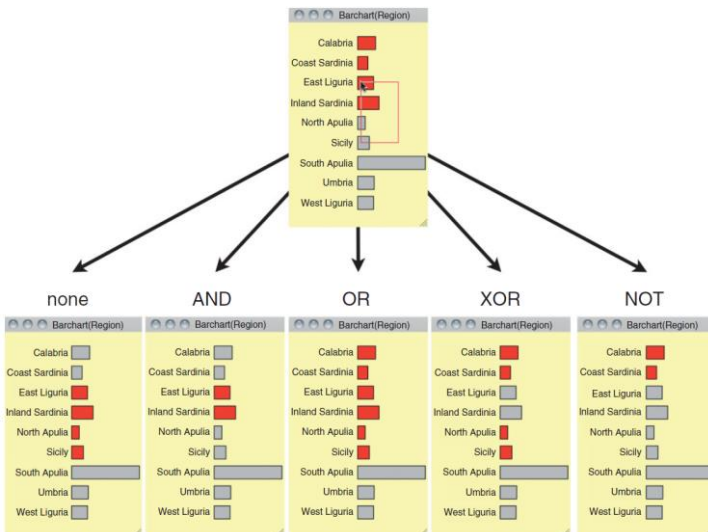 Barchart(Region)
Calabria
Coast Sardinia
East Liguria
Inland Sardinia
North Apulia
Sicily
South Apulia
Umbria
West Liguria
none AND OR XOR NOT
Barchart(Region) Barchart(Region) Barchart(Region) Barchart(Region) Barchart(Region)
Calabria Calabria Calabria Calabria Calabria
Coast Sardinia Coast Sardinia Coast Sardinia Coast Sardinia Coast Sardinia
East Liguria East Liguria East Liguria East Liguria East Liguria
Inland Sardinia Inland Sardinia Inland Sardinia Inland Sardinia Inland Sardinia
North Apulia North Apulia North Apulia North Apulia North Apulia
Sicily Sicily Sicily Sicily Sicily
South Apulia South Apulia South Apulia South Apulia South Apulia
Umbria Umbria Umbria Umbria Umbria
West Liguria West Liguria West Liguria West Liguria West Liguria